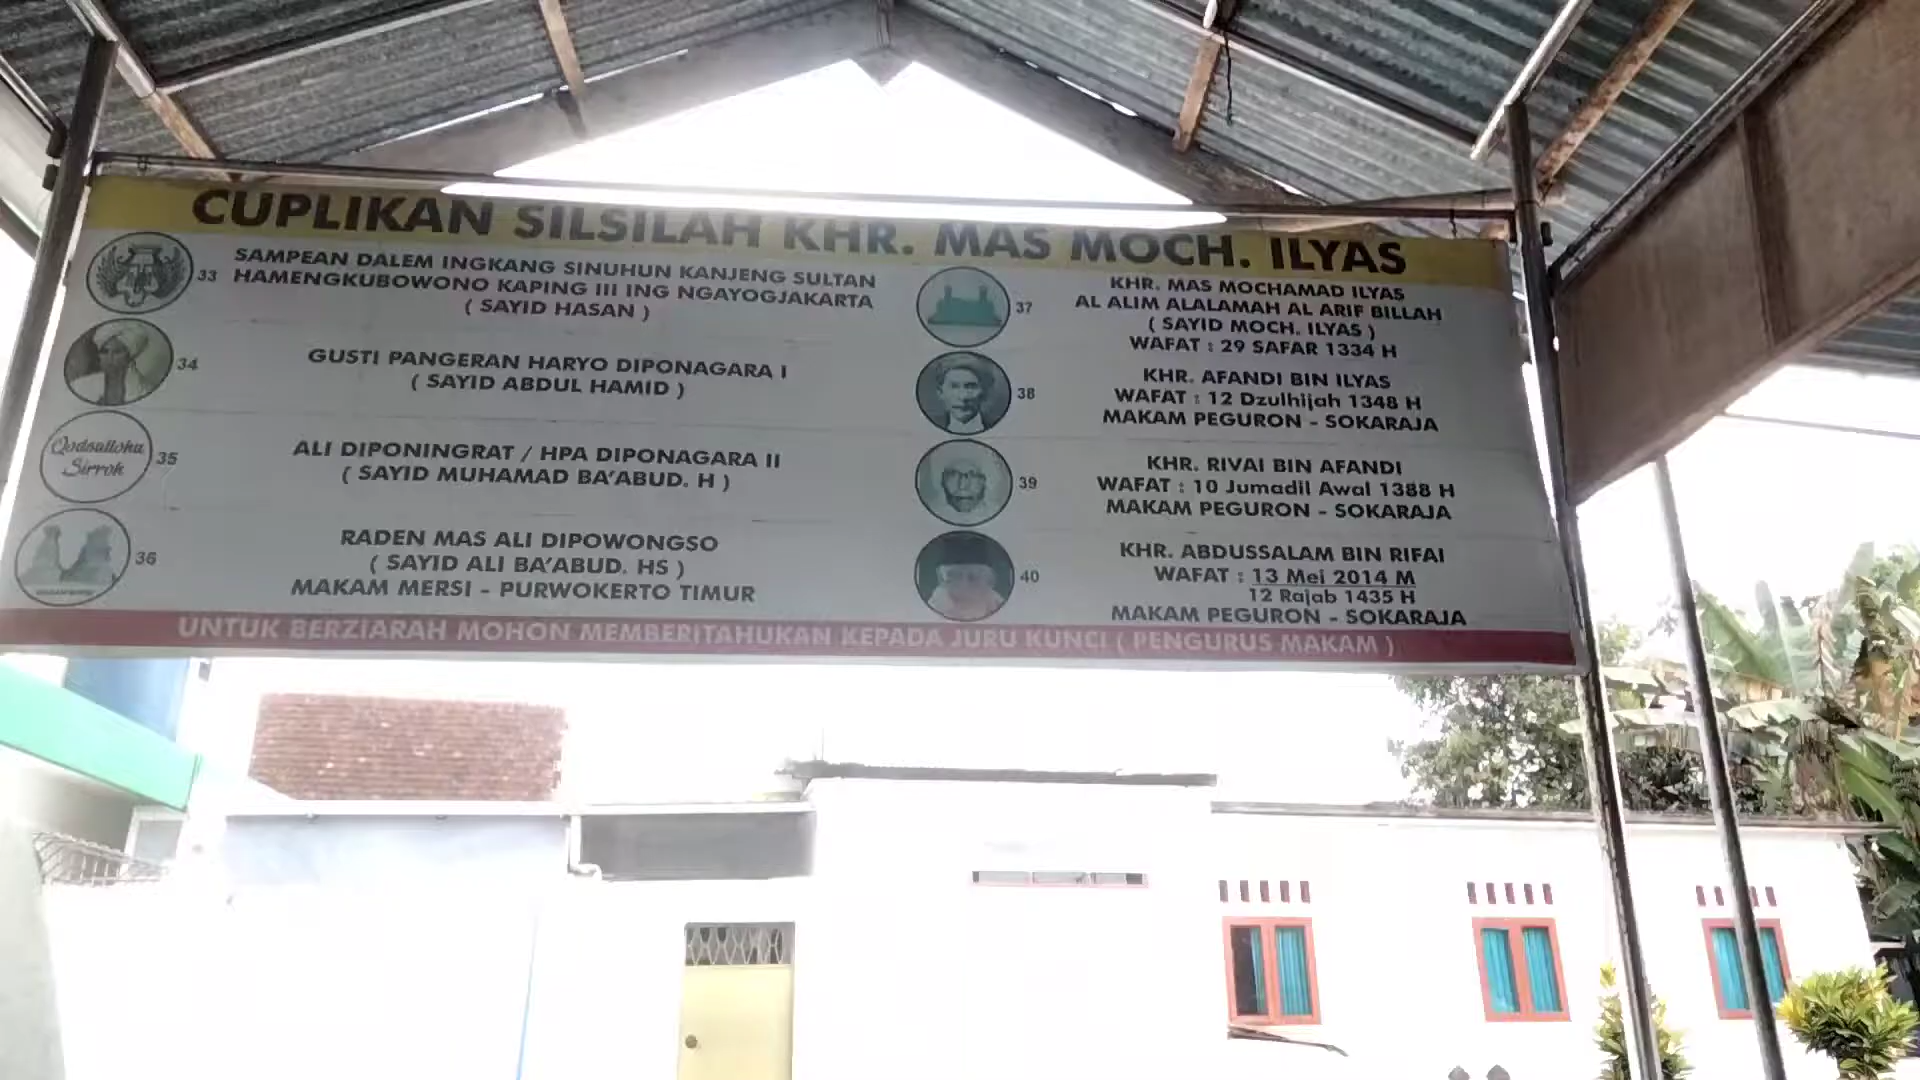 CUPLIKAN SILSILAH KHR. MAS MOCH. ILYAS
33
SAMPEAN DALEM INGKANG SINUHUN KANJENG SULTAN
HAMENGKUBOWONO KAPING III ING NGAYOGJAKARTA
( SAYID HASAN )
34
GUSTI PANGERAN HARYO DIPONAGARA I
( SAYID ABDUL HAMID )
Qodsallohu
Sirroh
35
ALI DIPONINGRAT / HPA DIPONAGARA II
( SAYID MUHAMAD BA'ABUD. H )
36
RADEN MAS ALI DIPOWONGSO
( SAYID ALI BA'ABUD. HS )
MAKAM MERSI - PURWOKERTO TIMUR
37
KHR. MAS MOCHAMAD ILYAS
AL ALIM ALALAMAH AL ARIF BILLAH
( SAYID MOCH. ILYAS )
WAFAT : 29 SAFAR 1334 H
38
KHR. AFANDI BIN ILYAS
WAFAT : 12 Dzulhijah 1348 H
MAKAM PEGURON - SOKARAJA
39
KHR. RIVAI BIN AFANDI
WAFAT : 10 Jumadil Awal 1388 H
MAKAM PEGURON - SOKARAJA
40
KHR. ABDUSSALAM BIN RIFAI
WAFAT : 13 Mei 2014 M
12 Rajab 1435 H
MAKAM PEGURON - SOKARAJA
UNTUK BERZIARAH MOHON MEMBERITAHUKAN KEPADA JURU KUNCI ( PENGURUS MAKAM )